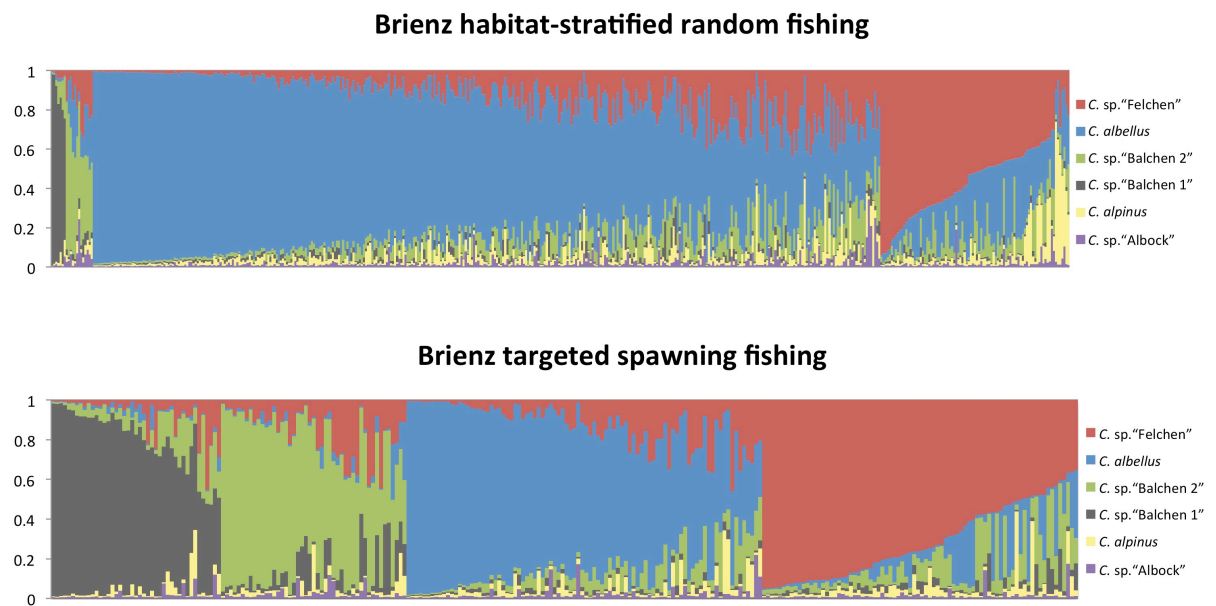 Brienz habitat-stratified random fishing
1
0.8
0.6
0.4
0.2
0
C. sp.“Felchen”
C. albellus
C. sp.“Balchen 2”
C. sp.“Balchen 1”
C. alpinus
C. sp.“Albock”
Brienz targeted spawning fishing
1
0.8
0.6
0.4
0.2
0
C. sp.“Felchen”
C. albellus
C. sp.“Balchen 2”
C. sp.“Balchen 1”
C. alpinus
C. sp.“Albock”